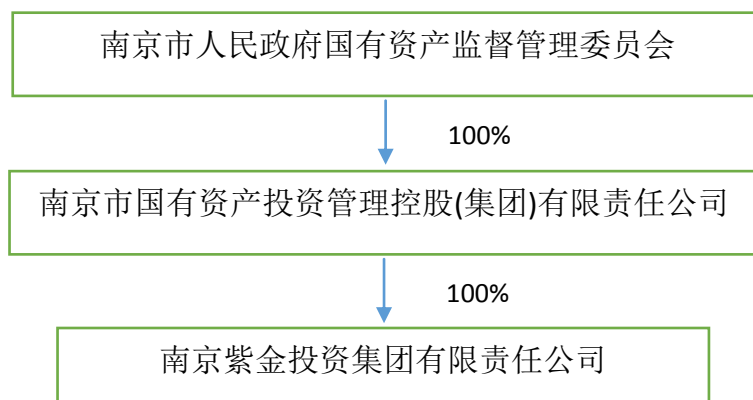 南京市人民政府国有资产监督管理委员会
100%
南京市国有资产投资管理控股(集团)有限责任公司
100%
南京紫金投资集团有限责任公司